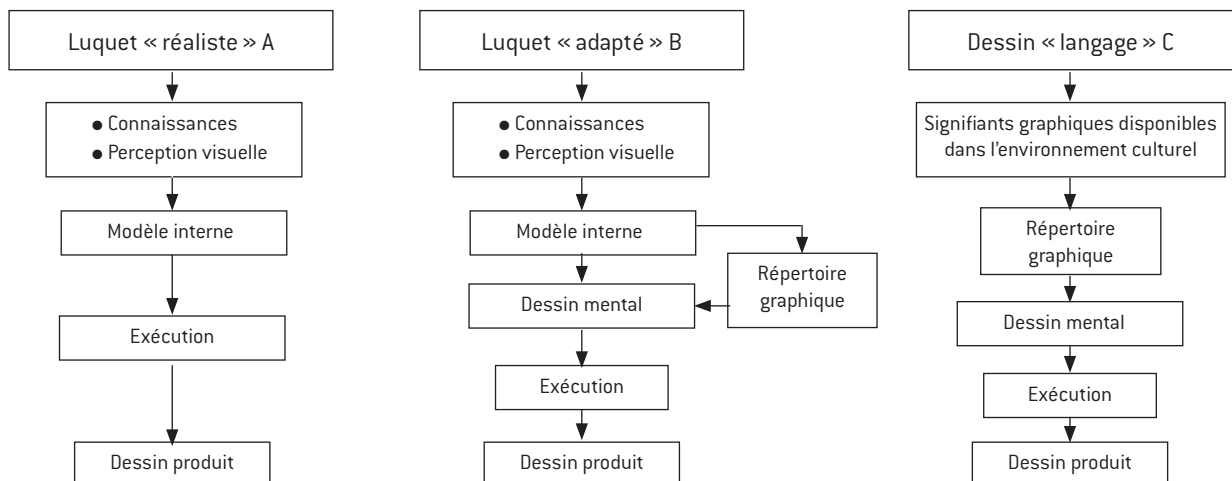 Luquet « réaliste » A
● Connaissances
● Perception visuelle
Modèle interne
Exécution
Dessin produit
Luquet « adapté » B
● Connaissances
● Perception visuelle
Modèle interne
Répertoire
graphique
Dessin mental
Exécution
Dessin produit
Dessin « langage » C
Signifiants graphiques disponibles
dans l’environnement culturel
Répertoire
graphique
Dessin mental
Exécution
Dessin produit